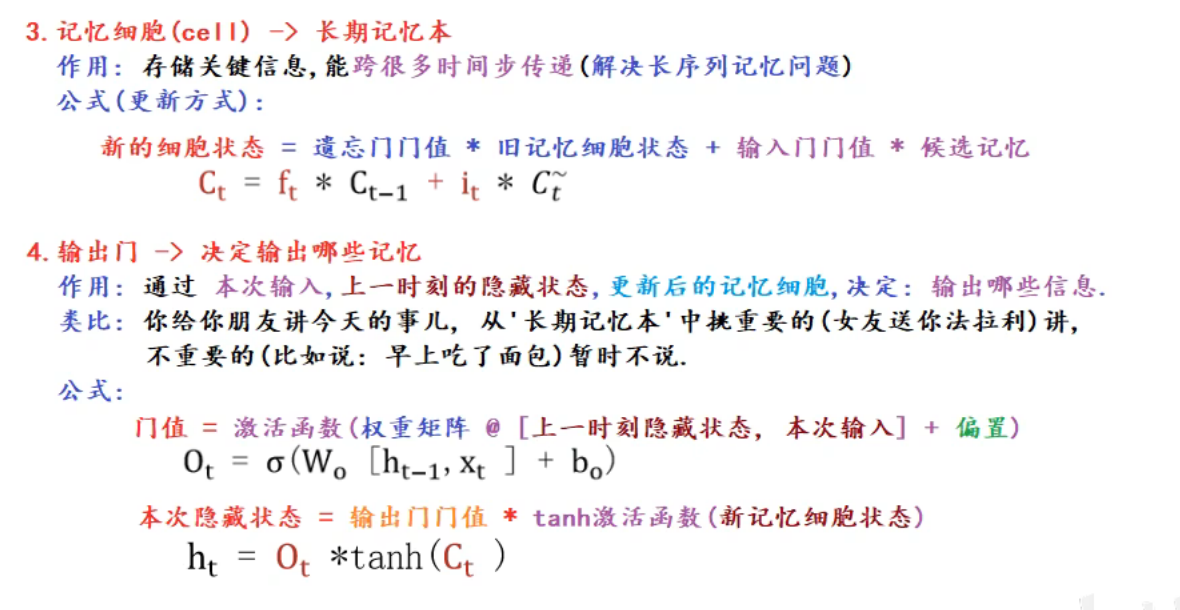 3.记忆细胞(cell) -> 长期记忆本
作用: 存储关键信息,能跨很多时间步传递(解决长序列记忆问题)
公式(更新方式):
新的细胞状态 = 遗忘门门值 * 旧记忆细胞状态 + 输入门门值 * 候选记忆
Cₜ = fₜ * Cₜ₋₁ + iₜ * Cₜ~
4.输出门 -> 决定输出哪些记忆
作用: 通过 本次输入,上一时刻的隐藏状态,更新后的记忆细胞,决定: 输出哪些信息.
类比: 你给你朋友讲今天的事儿, 从'长期记忆本'中挑重要的(女友送你法拉利)讲,
不重要的(比如说: 早上吃了面包)暂时不说.
公式:
门值 = 激活函数(权重矩阵 @ [上一时刻隐藏状态, 本次输入] + 偏置)
Oₜ = σ(Wₒ [hₜ₋₁,xₜ ] + bₒ)
本次隐藏状态 = 输出门门值 * tanh激活函数(新记忆细胞状态)
hₜ = Oₜ *tanh(Cₜ )